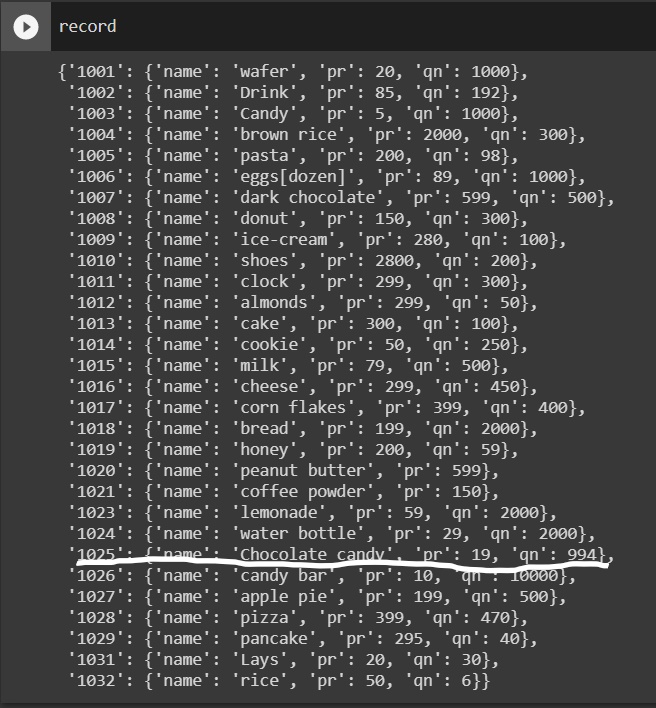 record
{'1001': {'name': 'wafer', 'pr': 20, 'qn': 1000},
'1002': {'name': 'Drink', 'pr': 85, 'qn': 192},
'1003': {'name': 'Candy', 'pr': 5, 'qn': 1000},
'1004': {'name': 'brown rice', 'pr': 2000, 'qn': 300},
'1005': {'name': 'pasta', 'pr': 200, 'qn': 98},
'1006': {'name': 'eggs[dozen]', 'pr': 89, 'qn': 1000},
'1007': {'name': 'dark chocolate', 'pr': 599, 'qn': 500},
'1008': {'name': 'donut', 'pr': 150, 'qn': 300},
'1009': {'name': 'ice-cream', 'pr': 280, 'qn': 100},
'1010': {'name': 'shoes', 'pr': 2800, 'qn': 200},
'1011': {'name': 'clock', 'pr': 299, 'qn': 300},
'1012': {'name': 'almonds', 'pr': 299, 'qn': 50},
'1013': {'name': 'cake', 'pr': 300, 'qn': 100},
'1014': {'name': 'cookie', 'pr': 50, 'qn': 250},
'1015': {'name': 'milk', 'pr': 79, 'qn': 500},
'1016': {'name': 'cheese', 'pr': 299, 'qn': 450},
'1017': {'name': 'corn flakes', 'pr': 399, 'qn': 400},
'1018': {'name': 'bread', 'pr': 199, 'qn': 2000},
'1019': {'name': 'honey', 'pr': 200, 'qn': 59},
'1020': {'name': 'peanut butter', 'pr': 599},
'1021': {'name': 'coffee powder', 'pr': 150},
'1023': {'name': 'lemonade', 'pr': 59, 'qn': 2000},
'1024': {'name': 'water bottle', 'pr': 29, 'qn': 2000},
'1025': {'name': 'Chocolate candy', 'pr': 19, 'qn': 994},
'1026': {'name': 'candy bar', 'pr': 10, 'qn': 10000},
'1027': {'name': 'apple pie', 'pr': 199, 'qn': 500},
'1028': {'name': 'pizza', 'pr': 399, 'qn': 470},
'1029': {'name': 'pancake', 'pr': 295, 'qn': 40},
'1031': {'name': 'Lays', 'pr': 20, 'qn': 30},
'1032': {'name': 'rice', 'pr': 50, 'qn': 6}}